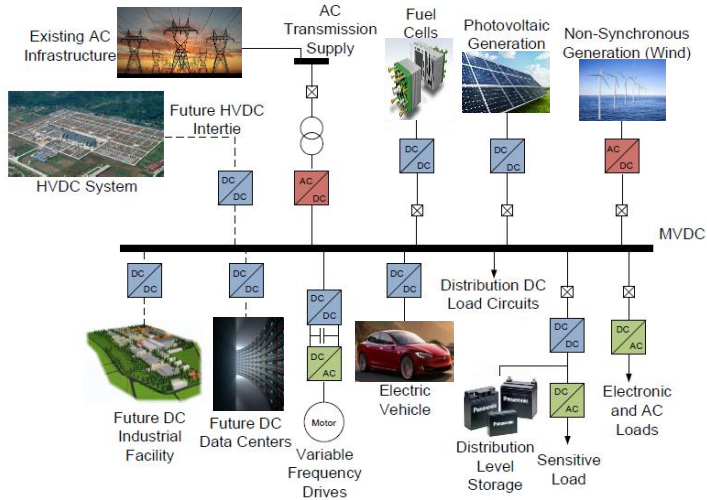 Existing AC
Infrastructure
AC
Transmission
Supply
Fuel
Cells
Photovoltaic
Generation
Non-Synchronous
Generation (Wind)
Future HVDC
Intertie
HVDC System
DC
DC
AC
DC
DC
DC
DC
DC
AC
DC
MVDC
DC
DC
DC
DC
DC
DC
DC
AC
Motor
DC
DC
Distribution DC
Load Circuits
DC
DC
DC
AC
DC
AC
Future DC
Industrial
Facility
Future DC
Data Centers
Variable
Frequency
Drives
Electric
Vehicle
Panasonic
Panasonic
Panasonic
Distribution
Level
Storage
Sensitive
Load
Electronic
and AC
Loads